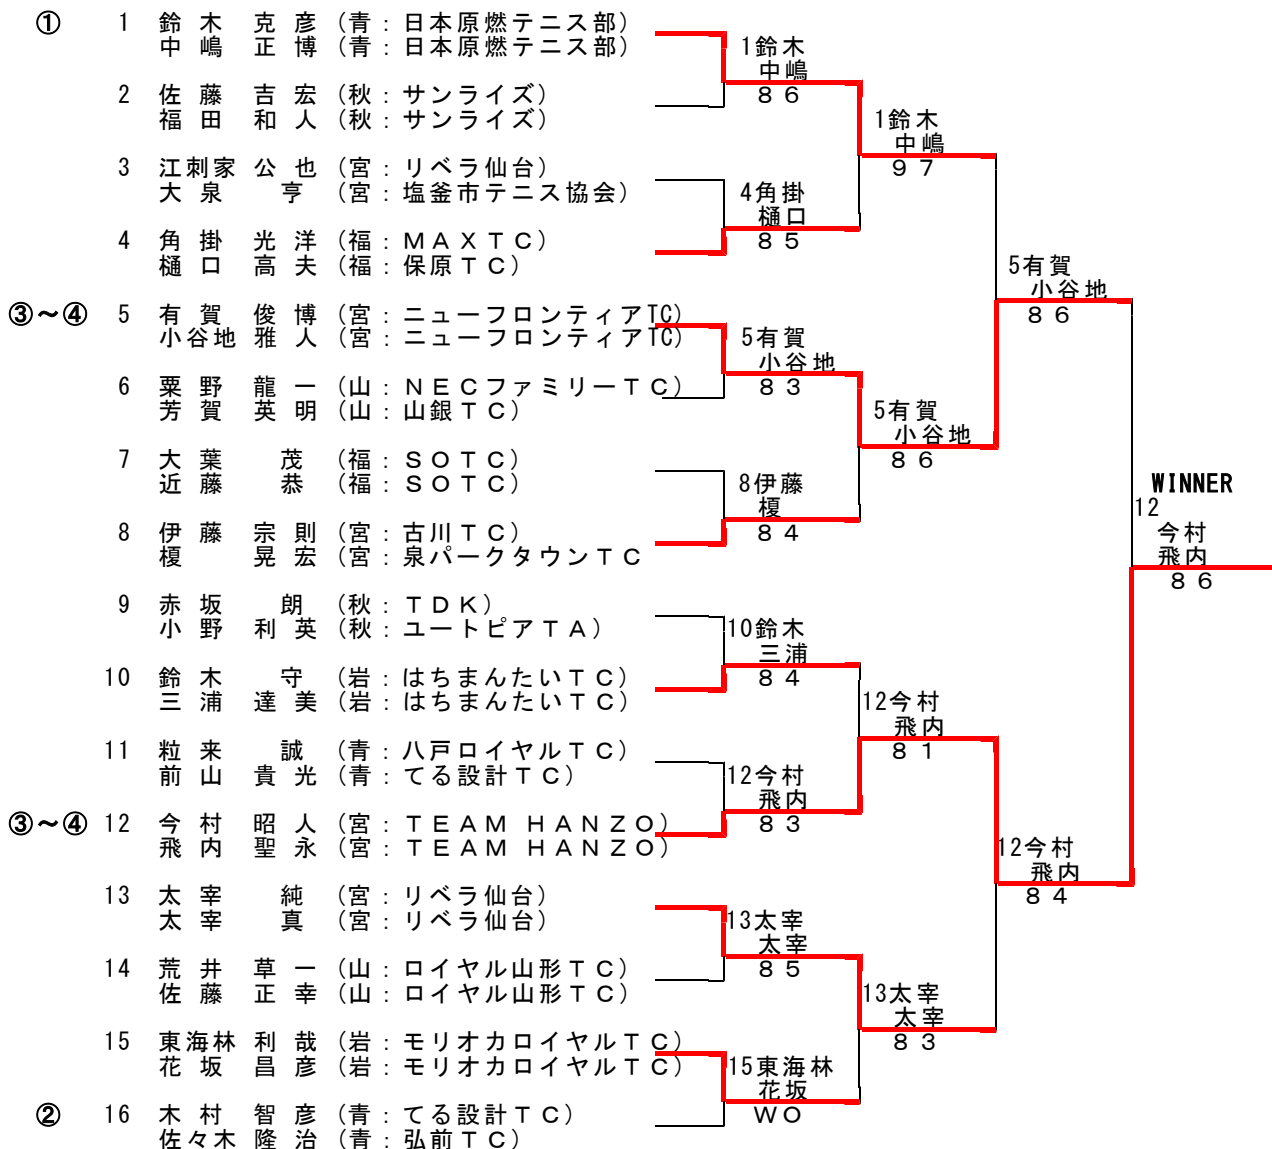 ① 1 鈴木 克彦 (青：日本原燃テニス部)
中嶋 正博 (青：日本原燃テニス部)
2 佐藤 吉宏 (秋：サンライズ)
福田 和人 (秋：サンライズ)
3 江刺家 公也 (宮：リベラ仙台)
大泉 亨 (宮：塩釜市テニス協会)
4 角掛 光洋 (福：ＭＡＸＴＣ)
樋口 高夫 (福：保原ＴＣ)
③～④ 5 有賀 俊博 (宮：ニューフロンティアTC)
小谷地 雅人 (宮：ニューフロンティアTC)
6 粟野 龍一 (山：ＮＥＣファミリーＴＣ)
芳賀 英明 (山：山銀ＴＣ)
7 大葉 茂 (福：ＳＯＴＣ)
近藤 恭 (福：ＳＯＴＣ)
8 伊藤 宗則 (宮：古川ＴＣ)
榎 晃宏 (宮：泉パークタウンＴＣ
9 赤坂 朗 (秋：ＴＤＫ)
小野 利英 (秋：ユートピアＴＡ)
10 鈴木 守 (岩：はちまんたいＴＣ)
三浦 達美 (岩：はちまんたいＴＣ)
11 粒来 誠 (青：八戸ロイヤルＴＣ)
前山 貴光 (青：てる設計ＴＣ)
③～④ 12 今村 昭人 (宮：ＴＥＡＭ ＨＡＮＺＯ)
飛内 聖永 (宮：ＴＥＡＭ ＨＡＮＺＯ)
13 太宰 純 (宮：リベラ仙台)
太宰 真 (宮：リベラ仙台)
14 荒井 草一 (山：ロイヤル山形ＴＣ)
佐藤 正幸 (山：ロイヤル山形ＴＣ)
15 東海林 利哉 (岩：モリオカロイヤルＴＣ)
花坂 昌彦 (岩：モリオカロイヤルＴＣ)
② 16 木村 智彦 (青：てる設計ＴＣ)
佐々木 隆治 (青：弘前ＴＣ)
1鈴木
中嶋
８６
4角掛
樋口
８５
5有賀
小谷地
８３
8伊藤
榎
８４
10鈴木
三浦
８４
12今村
飛内
８３
13太宰
太宰
８５
15東海林
花坂
ＷＯ
1鈴木
中嶋
９７
5有賀
小谷地
８６
12今村
飛内
８１
13太宰
太宰
８３
5有賀
小谷地
８６
12今村
飛内
８４
WINNER
12
今村
飛内
８６